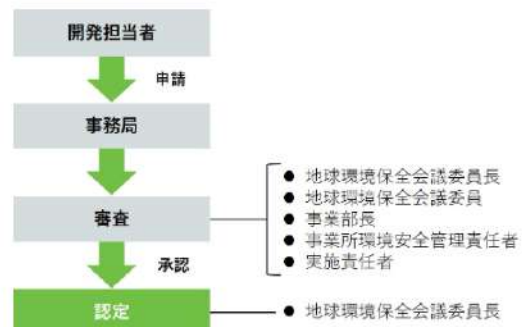 開発担当者
申請
事務局
審査
● 地球環境保全会議委員長
● 地球環境保全会議委員
● 事業部長
● 事業所環境安全管理責任者
● 実施責任者
承認
認定
● 地球環境保全会議委員長